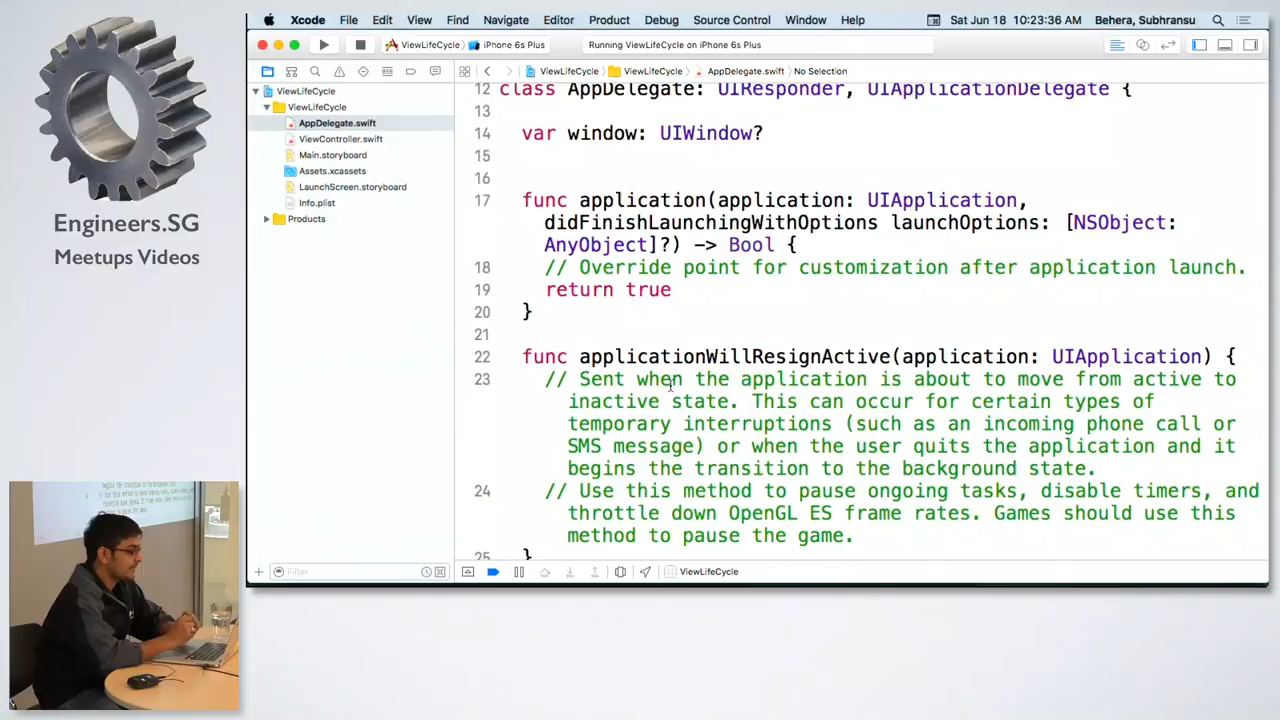 Xcode File Edit View Find Navigate Editor Product Debug Source Control Window Help Sat Jun 18 10:23:36 AM Behera, Subhransu
ViewLifeCycle iPhone 6s Plus Running ViewLifeCycle on iPhone 6s Plus
ViewLifeCycle ViewLifeCycle AppDelegate.swift No Selection
ViewLifeCycle
ViewLifeCycle
AppDelegate.swift
ViewController.swift
Main.storyboard
Assets.xcassets
LaunchScreen.storyboard
Info.plist
Products
Filter
12 class AppDelegate: UIResponder, UIApplicationDelegate {
13
14 var window: UIWindow?
15
16
17 func application(application: UIApplication,
didFinishLaunchingWithOptions launchOptions: [NSObject:
AnyObject]?) -> Bool {
18 // Override point for customization after application launch.
19 return true
20 }
21
22 func applicationWillResignActive(application: UIApplication) {
23 // Sent when the application is about to move from active to
inactive state. This can occur for certain types of
temporary interruptions (such as an incoming phone call or
SMS message) or when the user quits the application and it
begins the transition to the background state.
24 // Use this method to pause ongoing tasks, disable timers, and
throttle down OpenGL ES frame rates. Games should use this
method to pause the game.
25 }
ViewLifeCycle
Engineers.SG
Meetups Videos